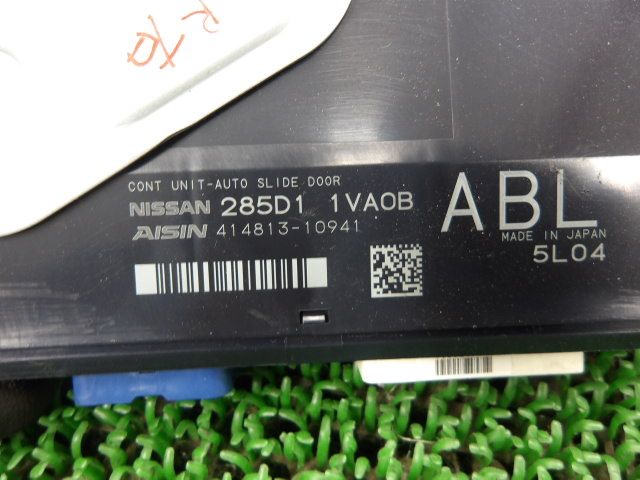 CONT UNIT-AUTO SLIDE DOOR
NISSAN 285D1 1VA0B
AISIN 414813-10941
ABL
MADE IN JAPAN
5L04